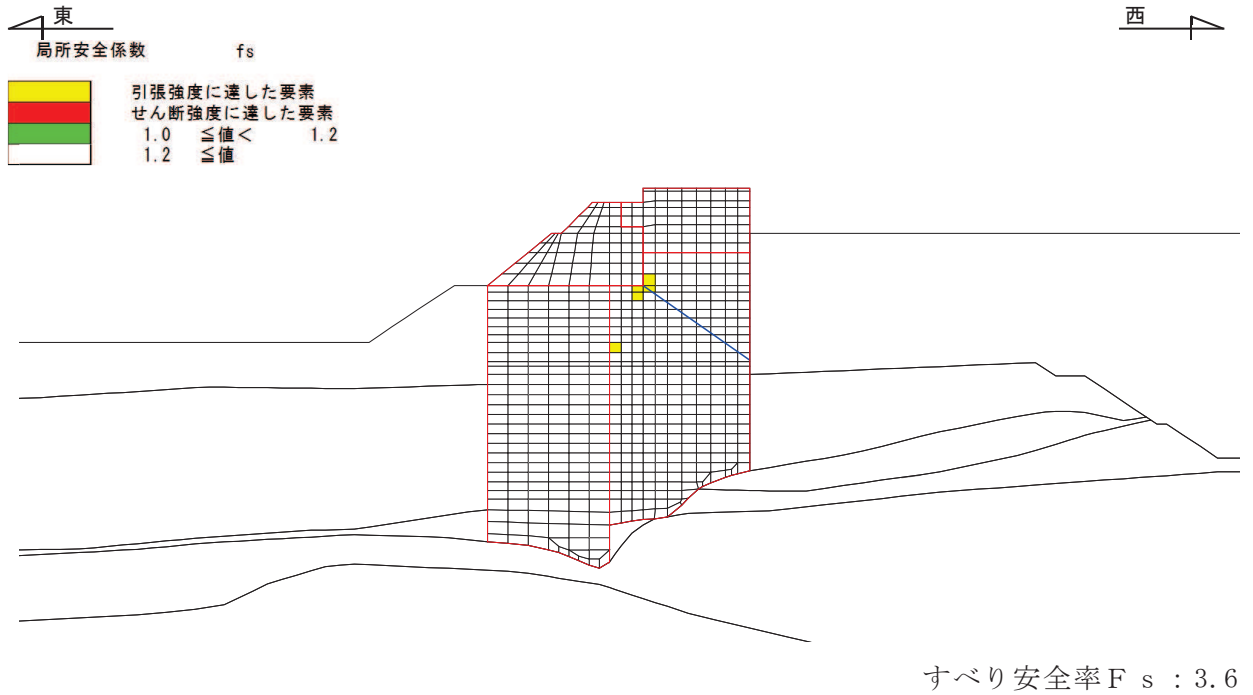 東
西
局所安全係数 fs
引張強度に達した要素
せん断強度に達した要素
1.0 ≦値< 1.2
1.2 ≦値
すべり安全率Fs:3.6